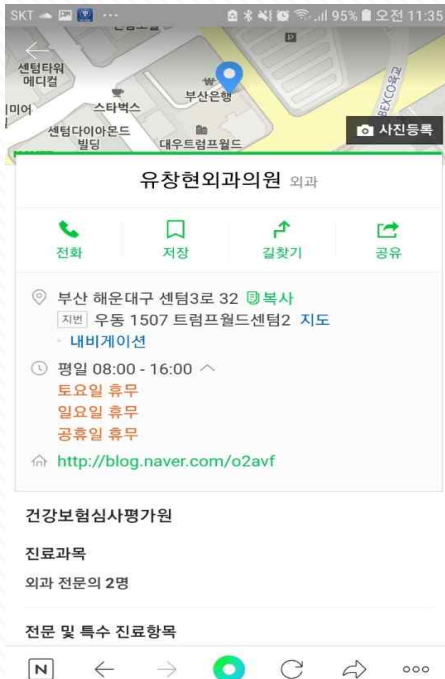 SKT ... 95% 오전 11:35
센텀타워
메디컬
스타벅스
부산은행
센텀다이아몬드
빌딩
대우트럼프월드
BEXCO육교
사진등록
유창현외과의원 외과
전화
저장
길찾기
공유
부산 해운대구 센텀3로 32 복사
지번 우동 1507 트럼프월드센텀2 지도
· 내비게이션
평일 08:00 - 16:00
토요일 휴무
일요일 휴무
공휴일 휴무
http://blog.naver.com/o2avf
건강보험심사평가원
진료과목
외과 전문의 2명
전문 및 특수 진료항목
N